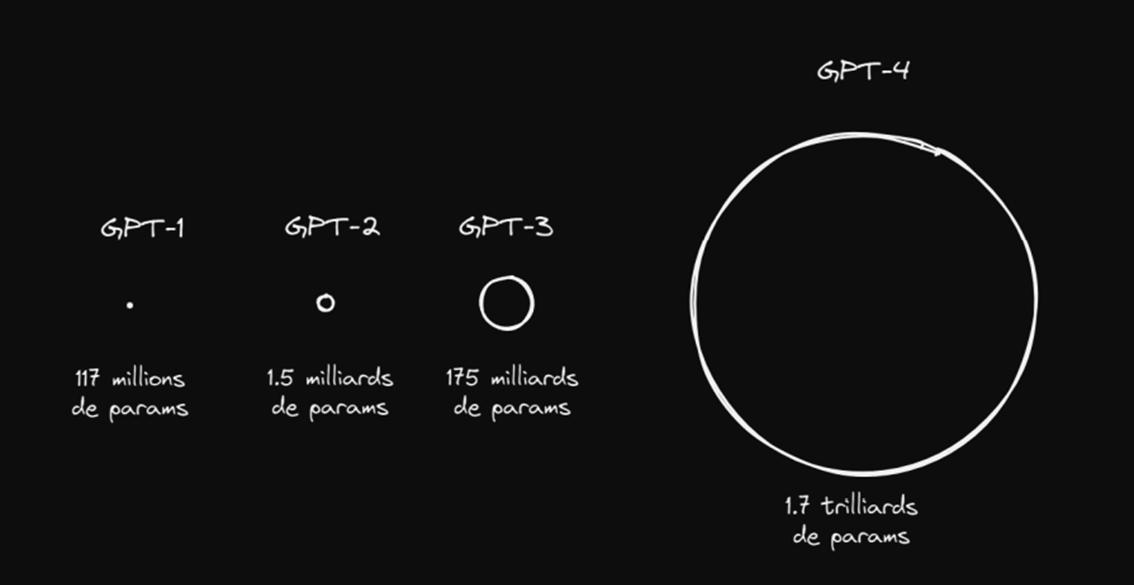 GPT-1
117 millions
de params
GPT-2
1.5 milliards
de params
GPT-3
175 milliards
de params
GPT-4
1.7 trilliards
de params